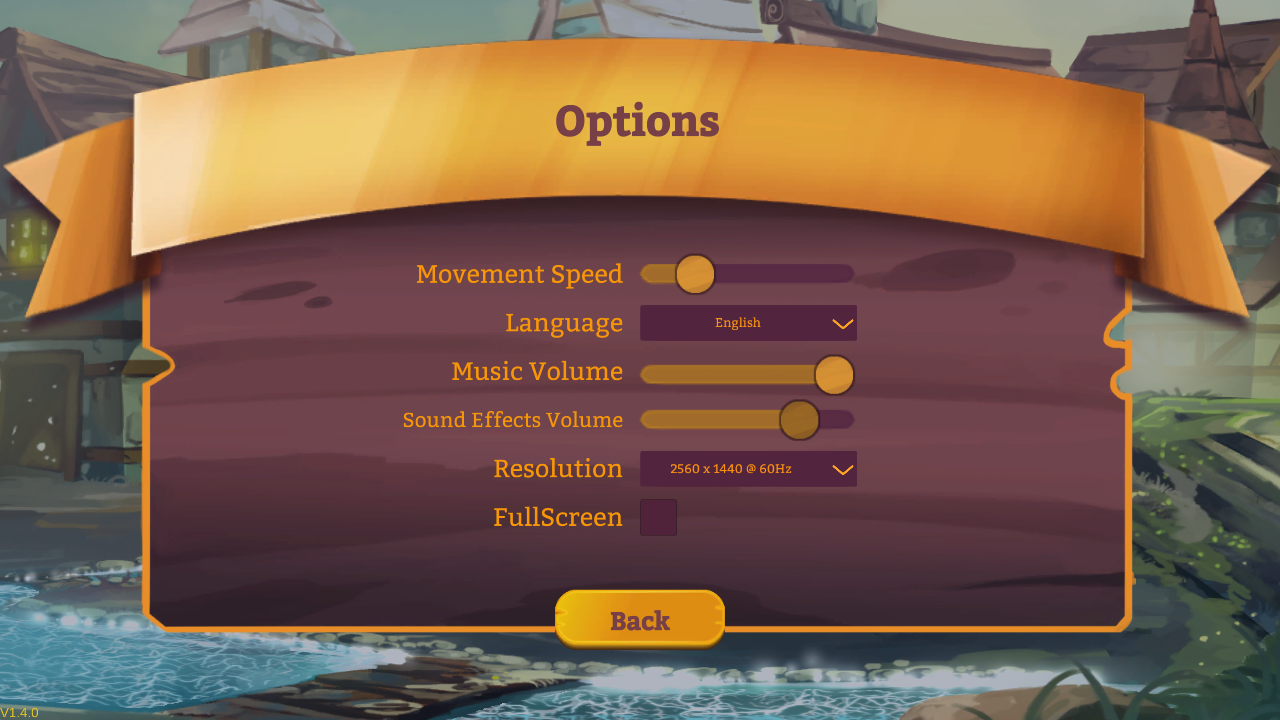 Options
Movement Speed
Language
English
Music Volume
Sound Effects Volume
Resolution
2560 x 1440 @ 60Hz
FullScreen
Back
V1.4.0